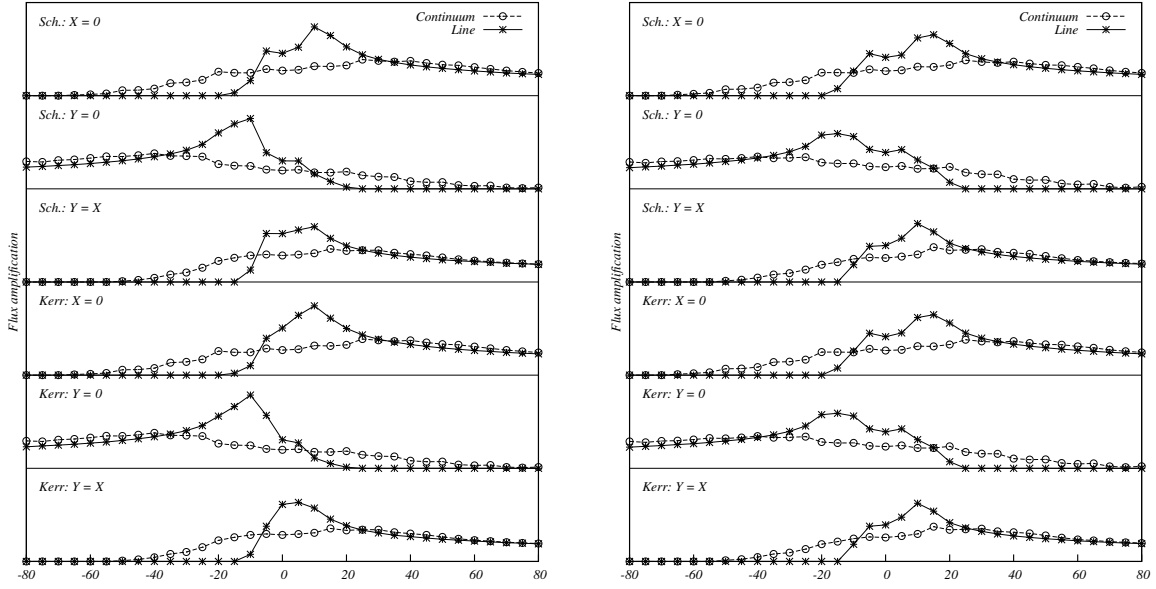 Sch.: X = 0
Continuum
Line
Sch.: Y = 0
Sch.: Y = X
Kerr: X = 0
Kerr: Y = 0
Kerr: Y = X
Flux amplification
-80 -60 -40 -20 0 20 40 60 80
Sch.: X = 0
Continuum
Line
Sch.: Y = 0
Sch.: Y = X
Kerr: X = 0
Kerr: Y = 0
Kerr: Y = X
Flux amplification
-80 -60 -40 -20 0 20 40 60 80